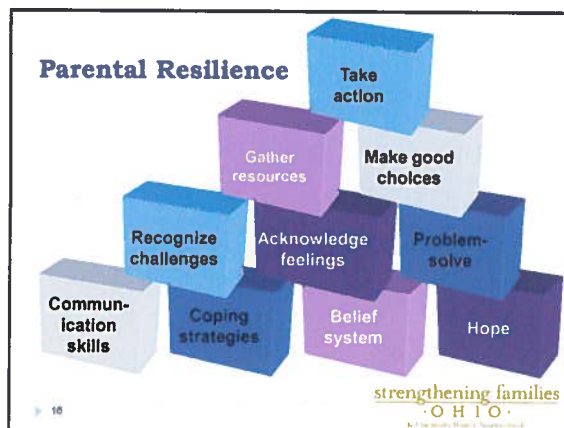 Parental Resilience
Take
action
Gather
resources
Make good
choices
Recognize
challenges
Acknowledge
feelings
Problem-
solve
Commun-
ication
skills
Coping
strategies
Belief
system
Hope
strengthening families
· O H I O ·
16